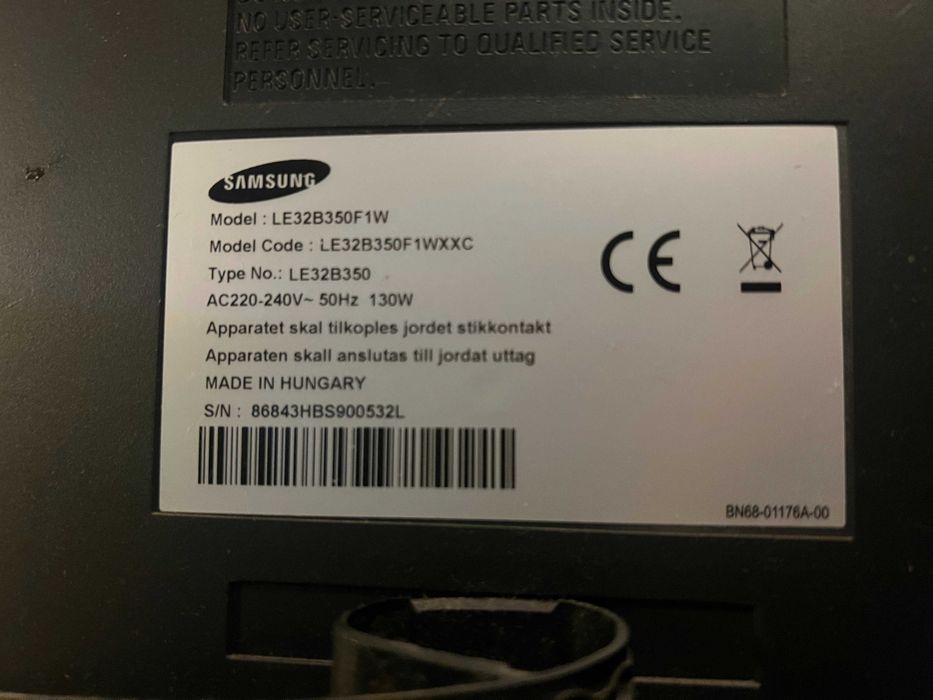 NO USER-SERVICEABLE PARTS INSIDE.
REFER SERVICING TO QUALIFIED SERVICE
PERSONNEL.
SAMSUNG
Model : LE32B350F1W
Model Code : LE32B350F1WXXC
Type No.: LE32B350
AC220-240V~ 50Hz 130W
Apparatet skal tilkoples jordet stikkontakt
Apparaten skall anslutas till jordat uttag
MADE IN HUNGARY
S/N : 86843HBS900532L
CE
BN68-01176A-00